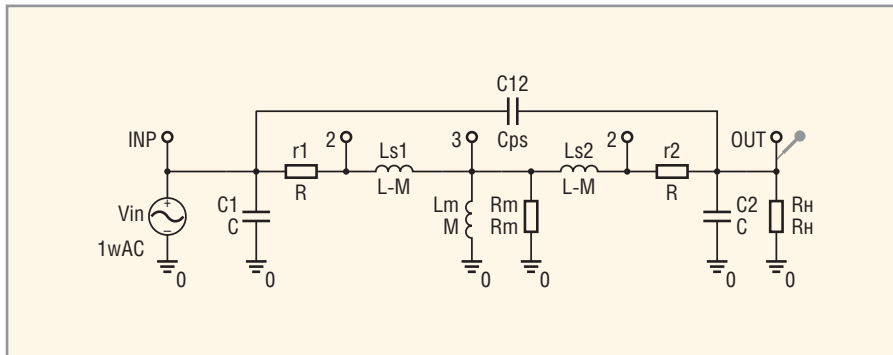 C12
Cps
INP
2
3
2
OUT
r1
R
Ls1
L-M
Ls2
L-M
r2
R
Vin
1wAC
+
–
C1
C
Lm
M
Rm
Rm
C2
C
Rн
Rн
0
0
0
0
0
0